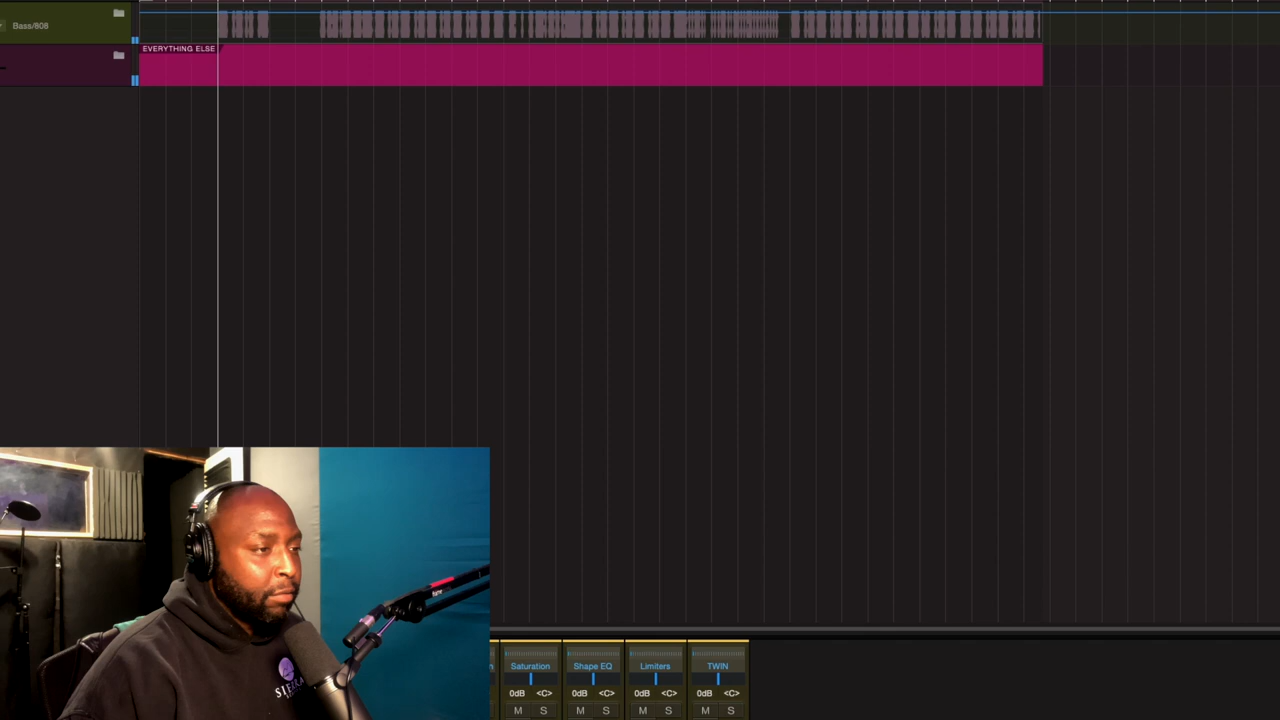 Bass/808
EVERYTHING ELSE
Saturation
Shape EQ
Limiters
TWIN
0dB <C>
0dB <C>
0dB <C>
0dB <C>
M S
M S
M S
M S